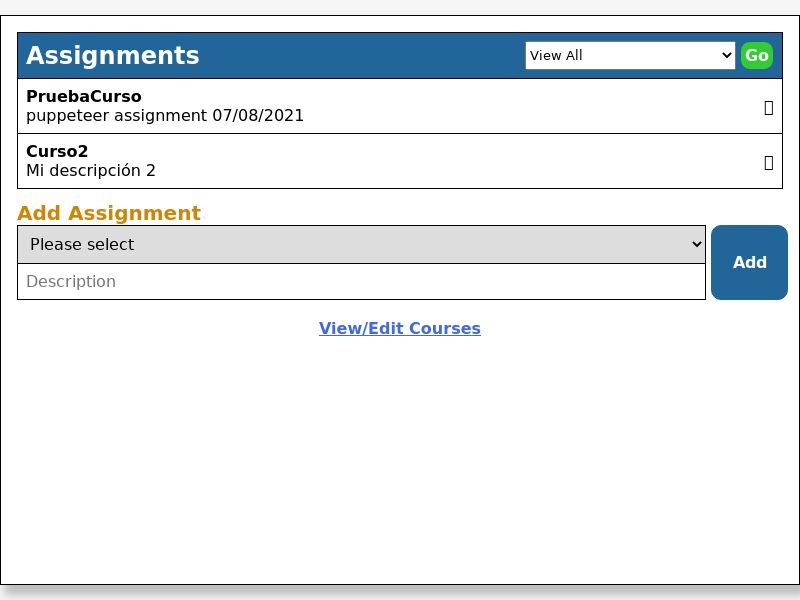 Assignments
View All
Go
PruebaCurso
puppeteer assignment 07/08/2021
Curso2
Mi descripción 2
Add Assignment
Please select
Add
Description
View/Edit Courses